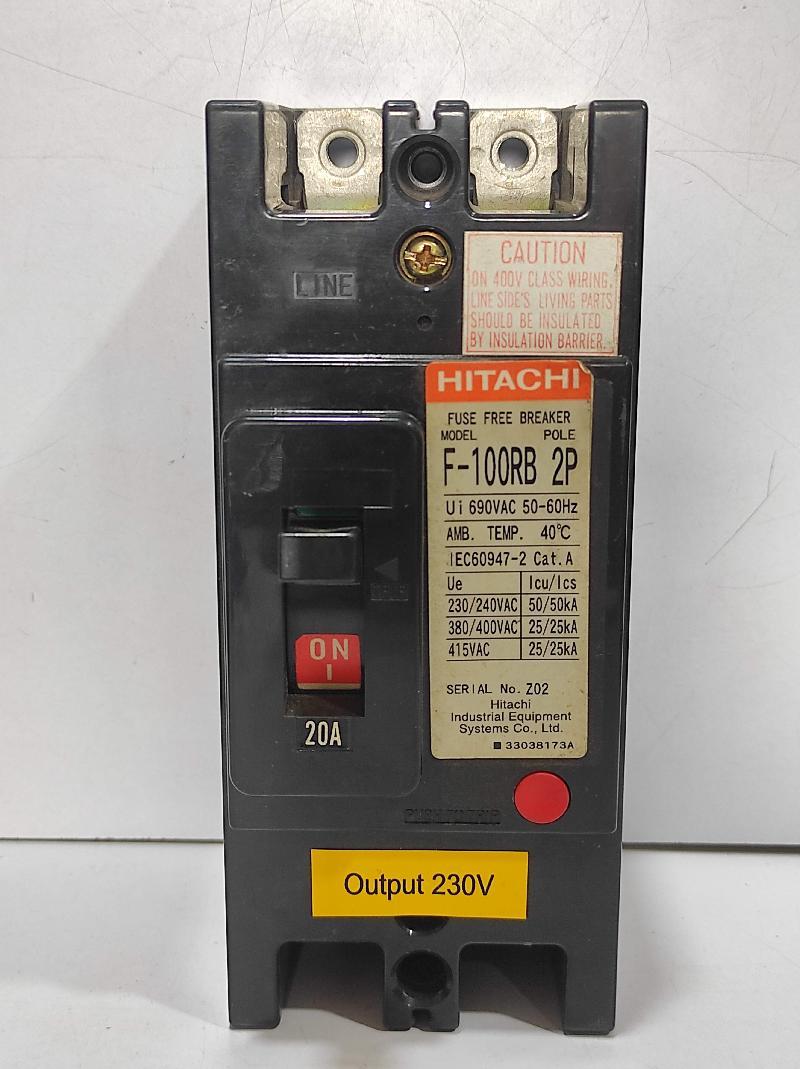 LINE
CAUTION
ON 400V CLASS WIRING,
LINE SIDE'S LIVING PARTS
SHOULD BE INSULATED
BY INSULATION BARRIER.
HITACHI
FUSE FREE BREAKER
MODEL POLE
F-100RB 2P
Ui 690VAC 50-60Hz
AMB. TEMP. 40℃
IEC60947-2 Cat.A
Ue Icu/Ics
230/240VAC 50/50kA
380/400VAC 25/25kA
415VAC 25/25kA
SERIAL No. Z02
Hitachi
Industrial Equipment
Systems Co., Ltd.
■ 33038173A
ON
I
20A
PUSH TO TRIP
Output 230V